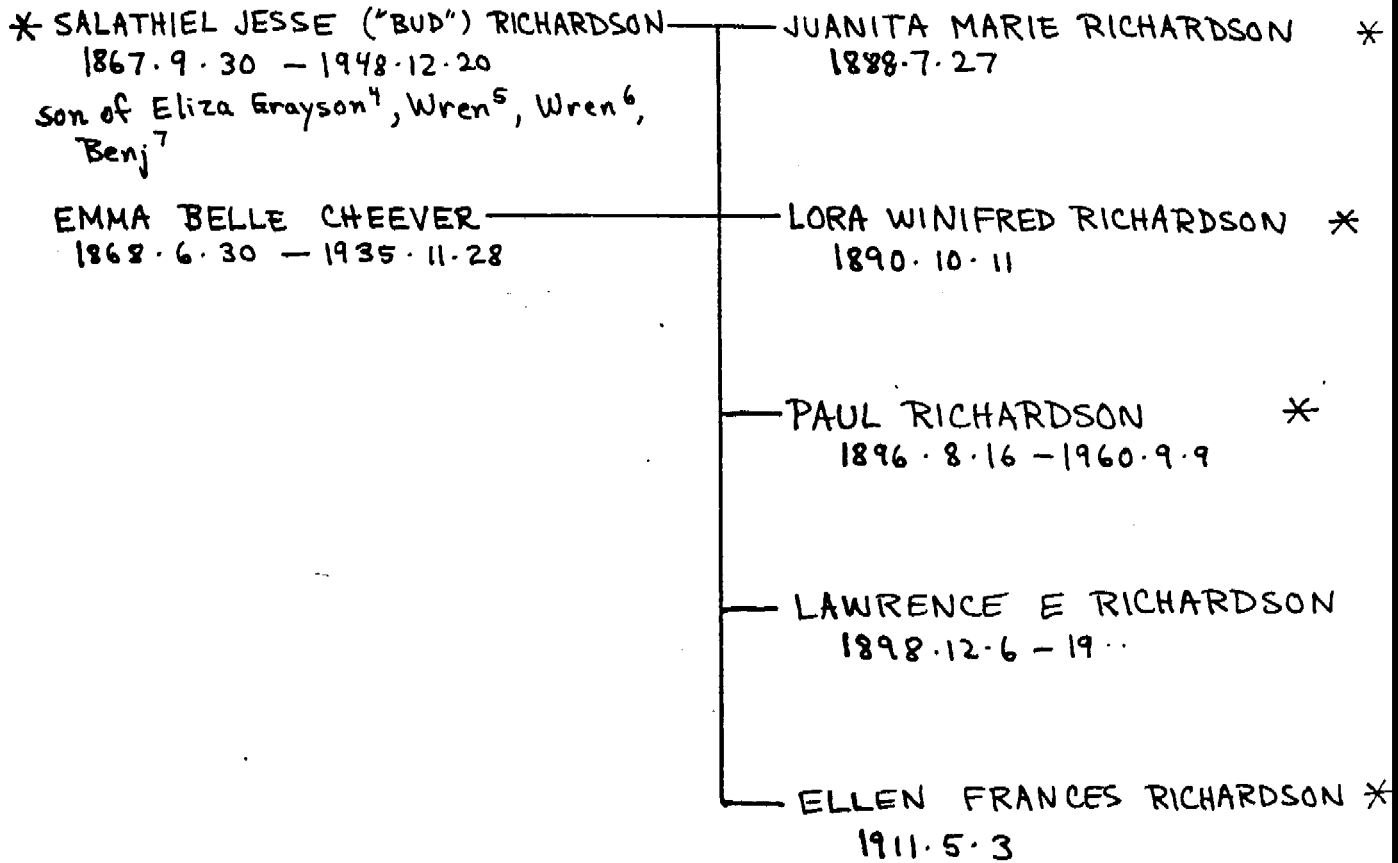 * SALATHIEL JESSE ("BUD") RICHARDSON
1867.9.30 – 1948.12.20
son of Eliza Grayson⁴, Wren⁵, Wren⁶,
Benj⁷
EMMA BELLE CHEEVER
1868.6.30 – 1935.11.28
JUANITA MARIE RICHARDSON *
1888.7.27
LORA WINIFRED RICHARDSON *
1890.10.11
PAUL RICHARDSON *
1896.8.16 – 1960.9.9
LAWRENCE E RICHARDSON
1898.12.6 – 19..
ELLEN FRANCES RICHARDSON *
1911.5.3